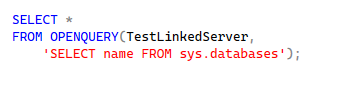 SELECT *
FROM OPENQUERY(TestLinkedServer,
    'SELECT name FROM sys.databases');